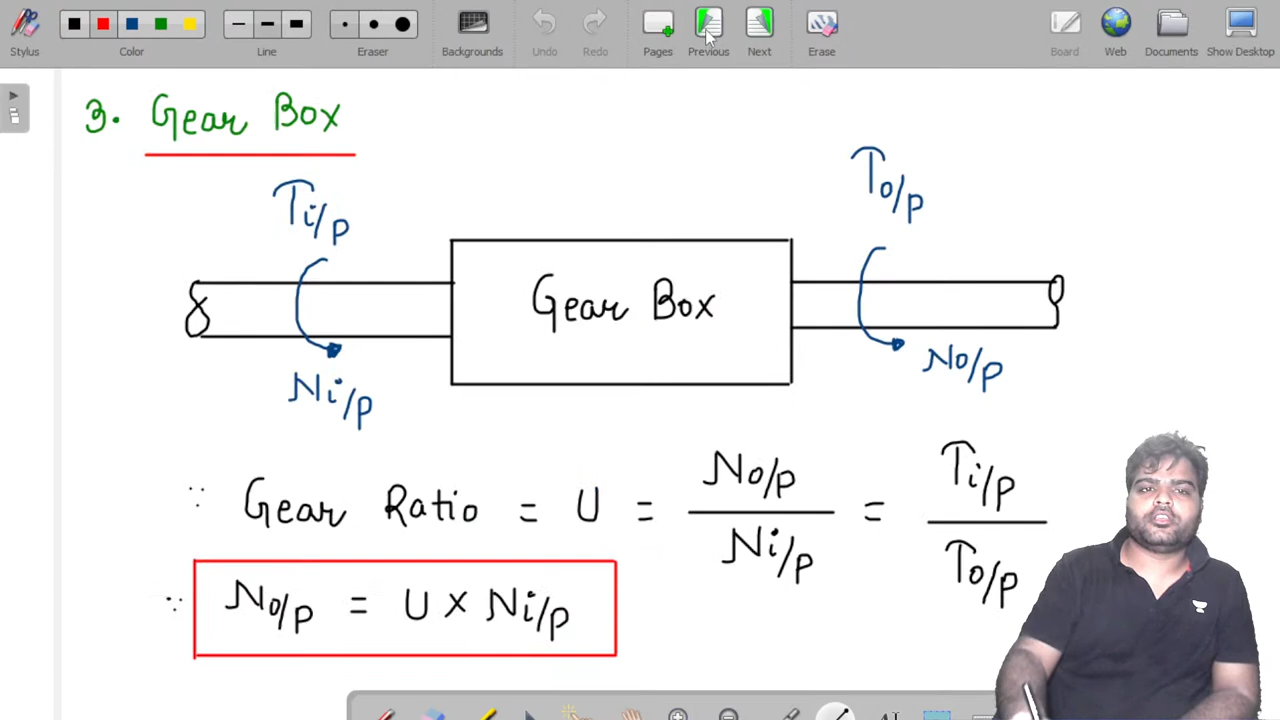 Stylus
Color
Line
Eraser
Backgrounds
Undo
Redo
Pages
Previous
Next
Erase
Board
Web
Documents
Show Desktop
3. Gear Box
Ti/p
To/p
Gear Box
Ni/p
No/p
∵ Gear Ratio = U = No/p / Ni/p = Ti/p / To/p
∵ No/p = U X Ni/p